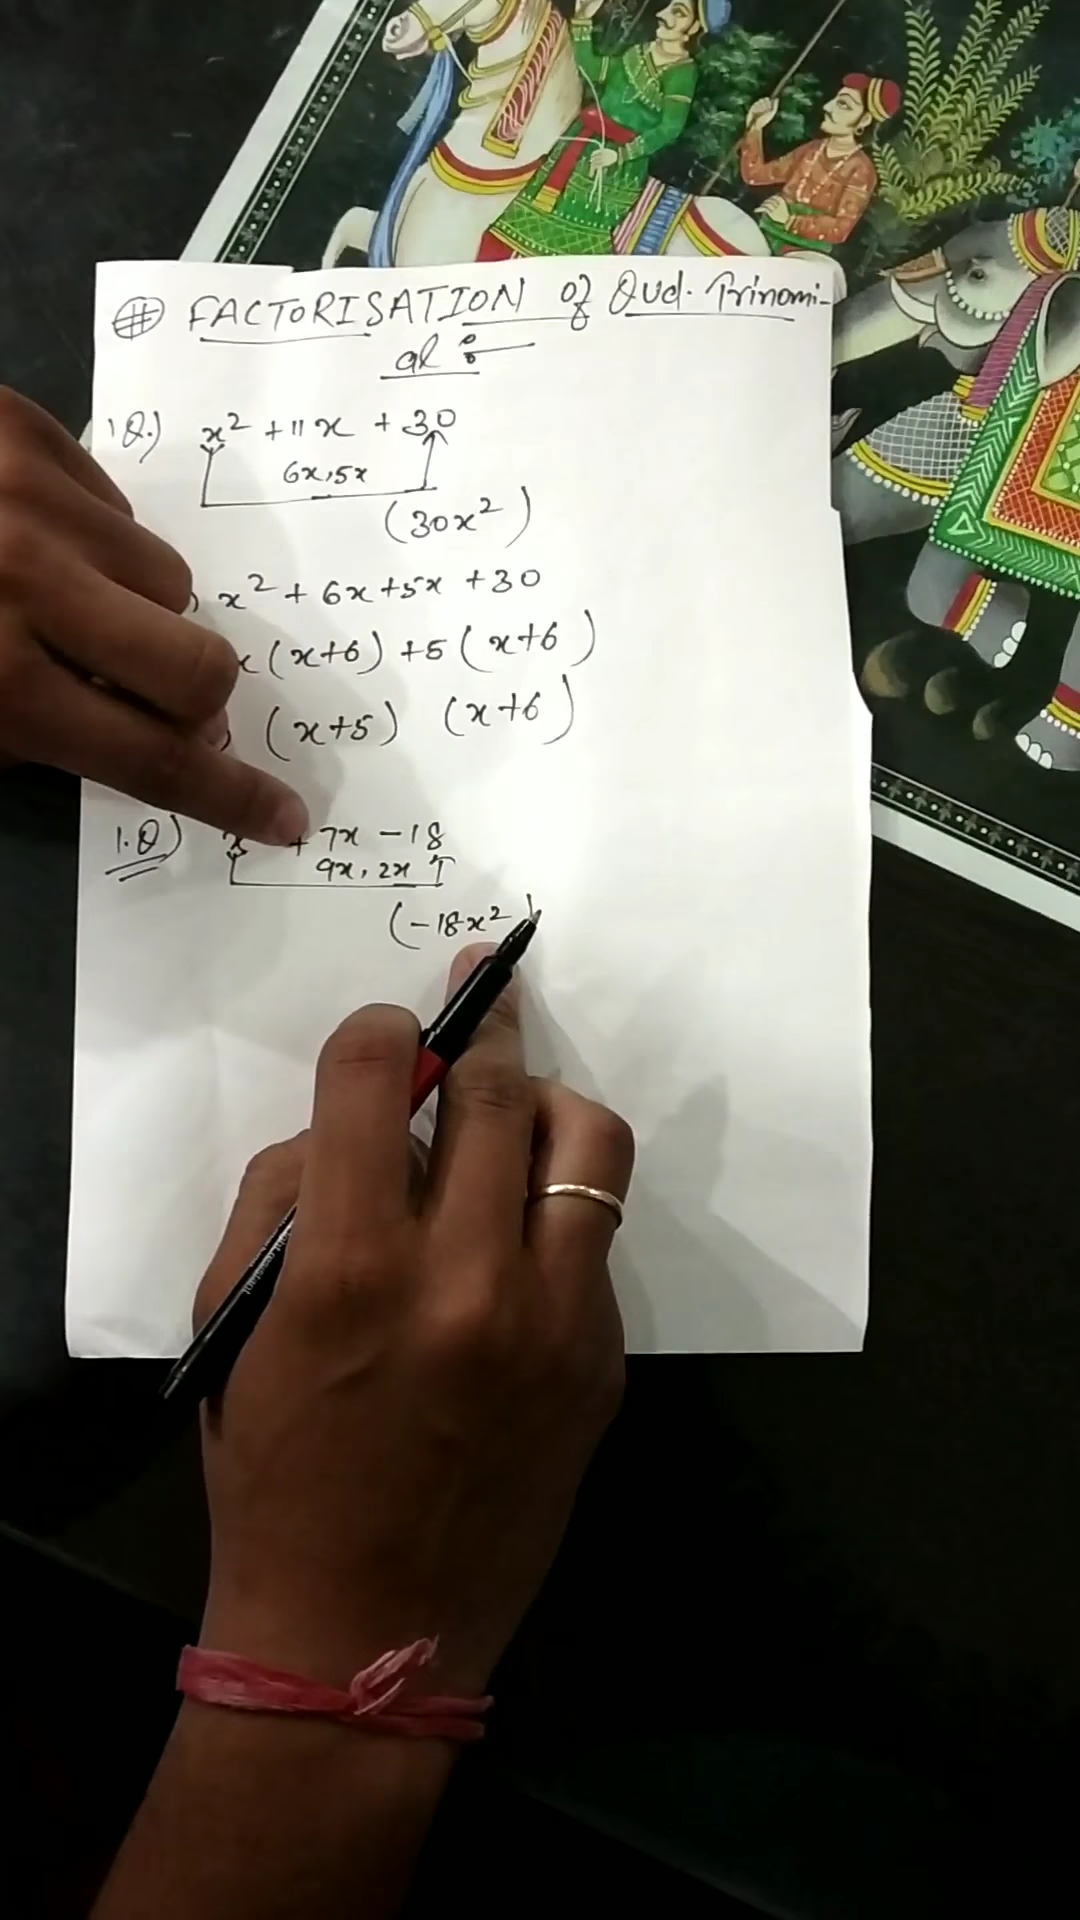 FACTORISATION of Qud. Trinomi-
al :-
1Q.) x² + 11x + 30
6x, 5x
(30x²)
) x² + 6x + 5x + 30
x (x+6) + 5 (x+6)
) (x+5) (x+6)
1.Q) x + 7x - 18
9x, 2x
(-18x²)